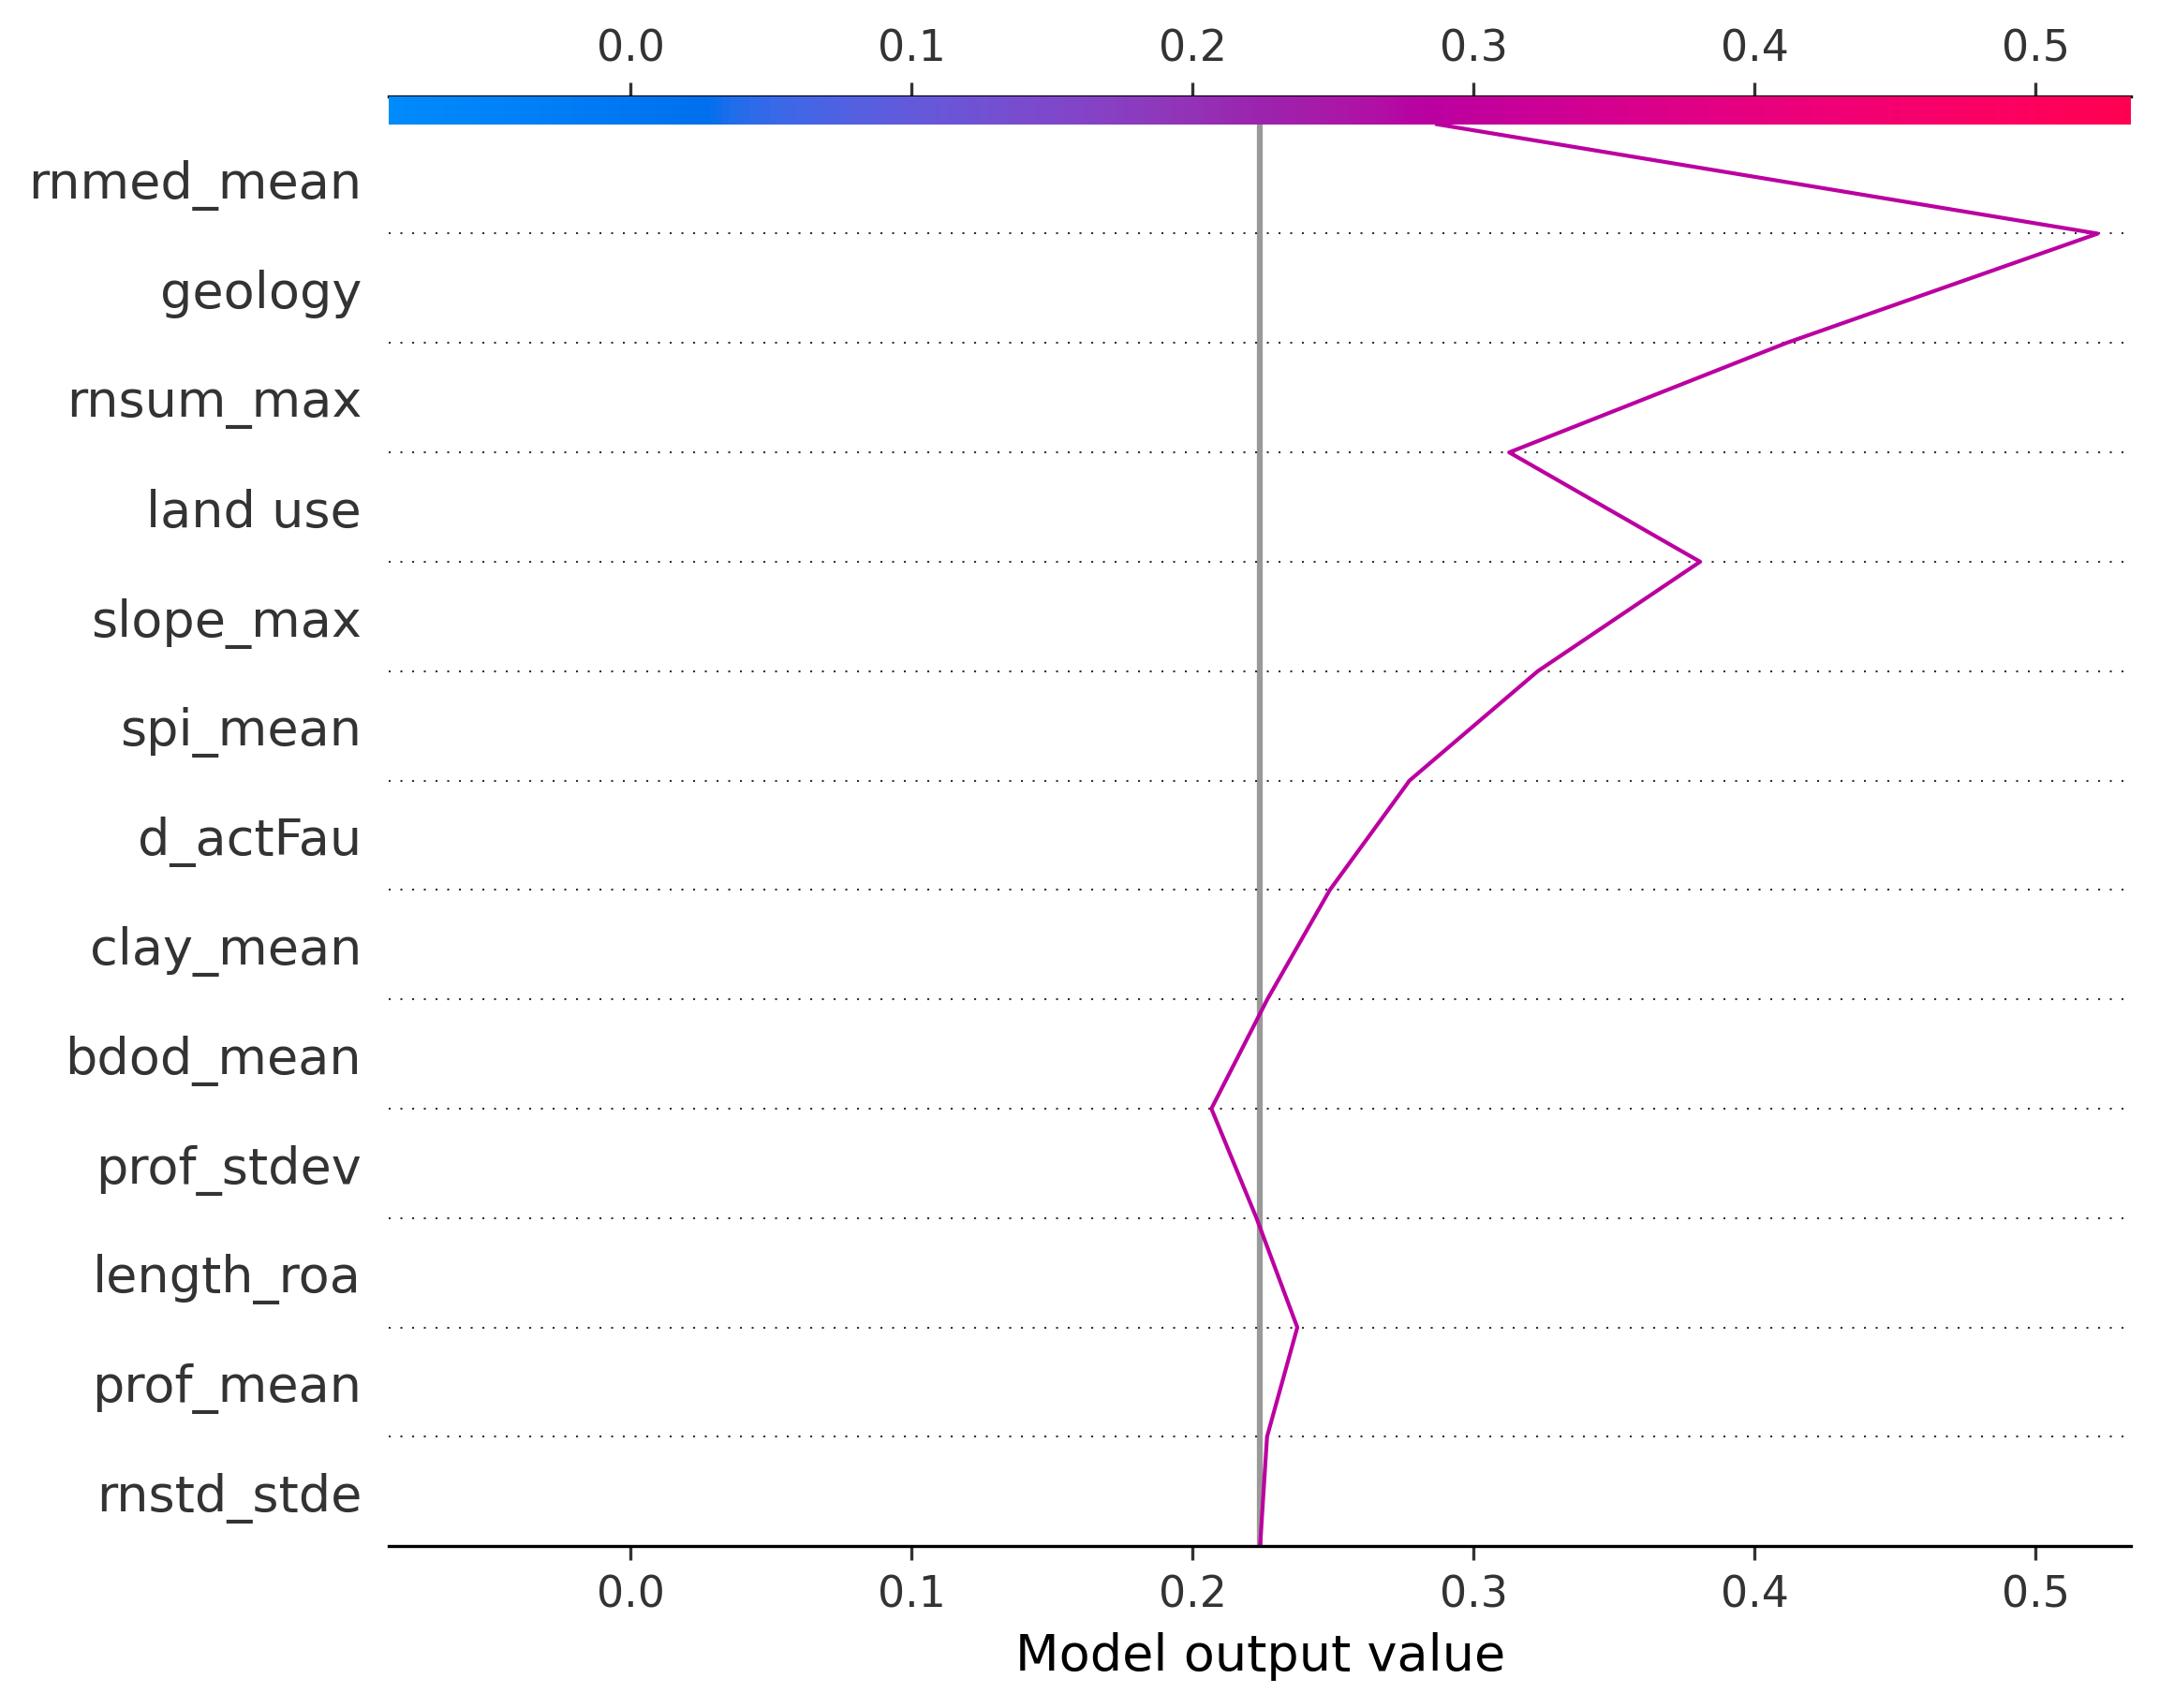 0.0 0.1 0.2 0.3 0.4 0.5
rnmed_mean
geology
rnsum_max
land use
slope_max
spi_mean
d_actFau
clay_mean
bdod_mean
prof_stdev
length_roa
prof_mean
rnstd_stde
0.0 0.1 0.2 0.3 0.4 0.5
Model output value